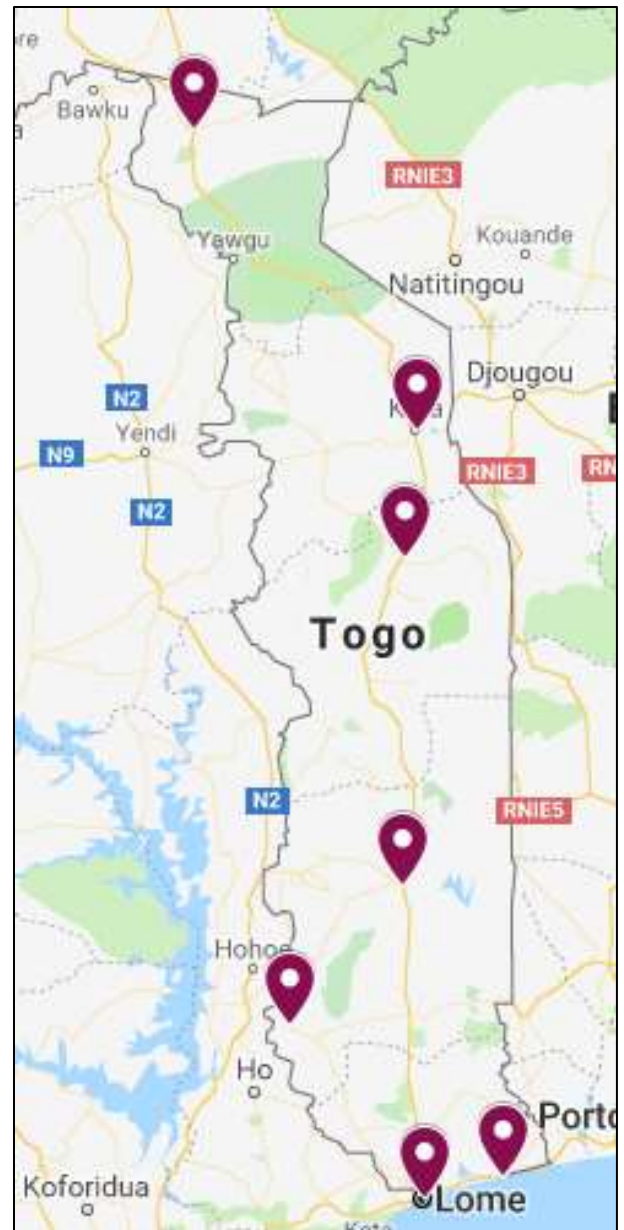 Bawku
RNIE3
Yawgu
Kouande
Natitingou
Djougou
N2
Yendi
N9
RNIE3
RN
N2
Togo
N2
RNIE5
Hohoe
Ho
Porto
Koforidua
Lome